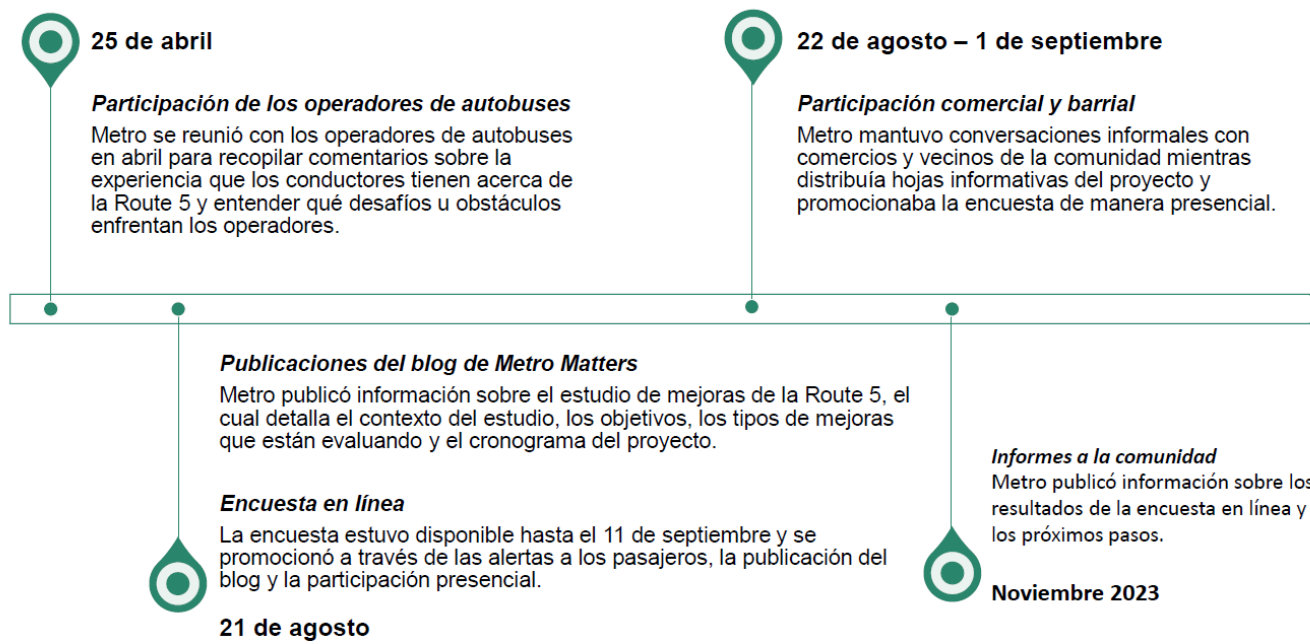 25 de abril
Participación de los operadores de autobuses
Metro se reunió con los operadores de autobuses
en abril para recopilar comentarios sobre la
experiencia que los conductores tienen acerca de
la Route 5 y entender qué desafíos u obstáculos
enfrentan los operadores.
22 de agosto – 1 de septiembre
Participación comercial y barrial
Metro mantuvo conversaciones informales con
comercios y vecinos de la comunidad mientras
distribuía hojas informativas del proyecto y
promocionaba la encuesta de manera presencial.
Publicaciones del blog de Metro Matters
Metro publicó información sobre el estudio de mejoras de la Route 5, el
cual detalla el contexto del estudio, los objetivos, los tipos de mejoras
que están evaluando y el cronograma del proyecto.
Encuesta en línea
La encuesta estuvo disponible hasta el 11 de septiembre y se
promocionó a través de las alertas a los pasajeros, la publicación del
blog y la participación presencial.
21 de agosto
Informes a la comunidad
Metro publicó información sobre los
resultados de la encuesta en línea y
los próximos pasos.
Noviembre 2023